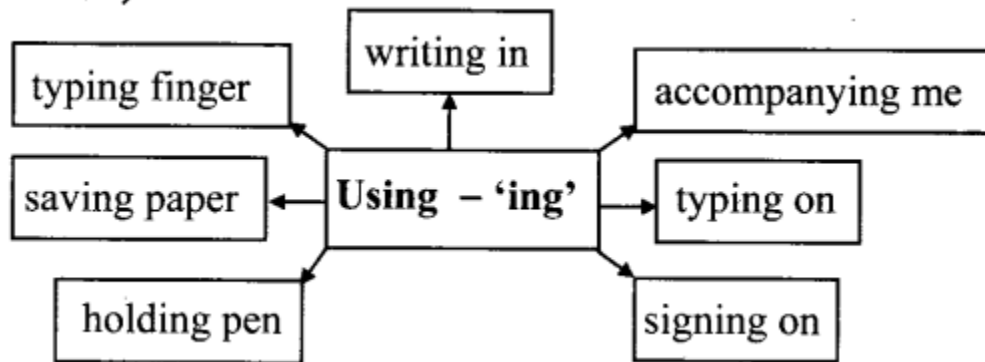 writing in
typing finger
accompanying me
saving paper
Using – ‘ing’
typing on
holding pen
signing on